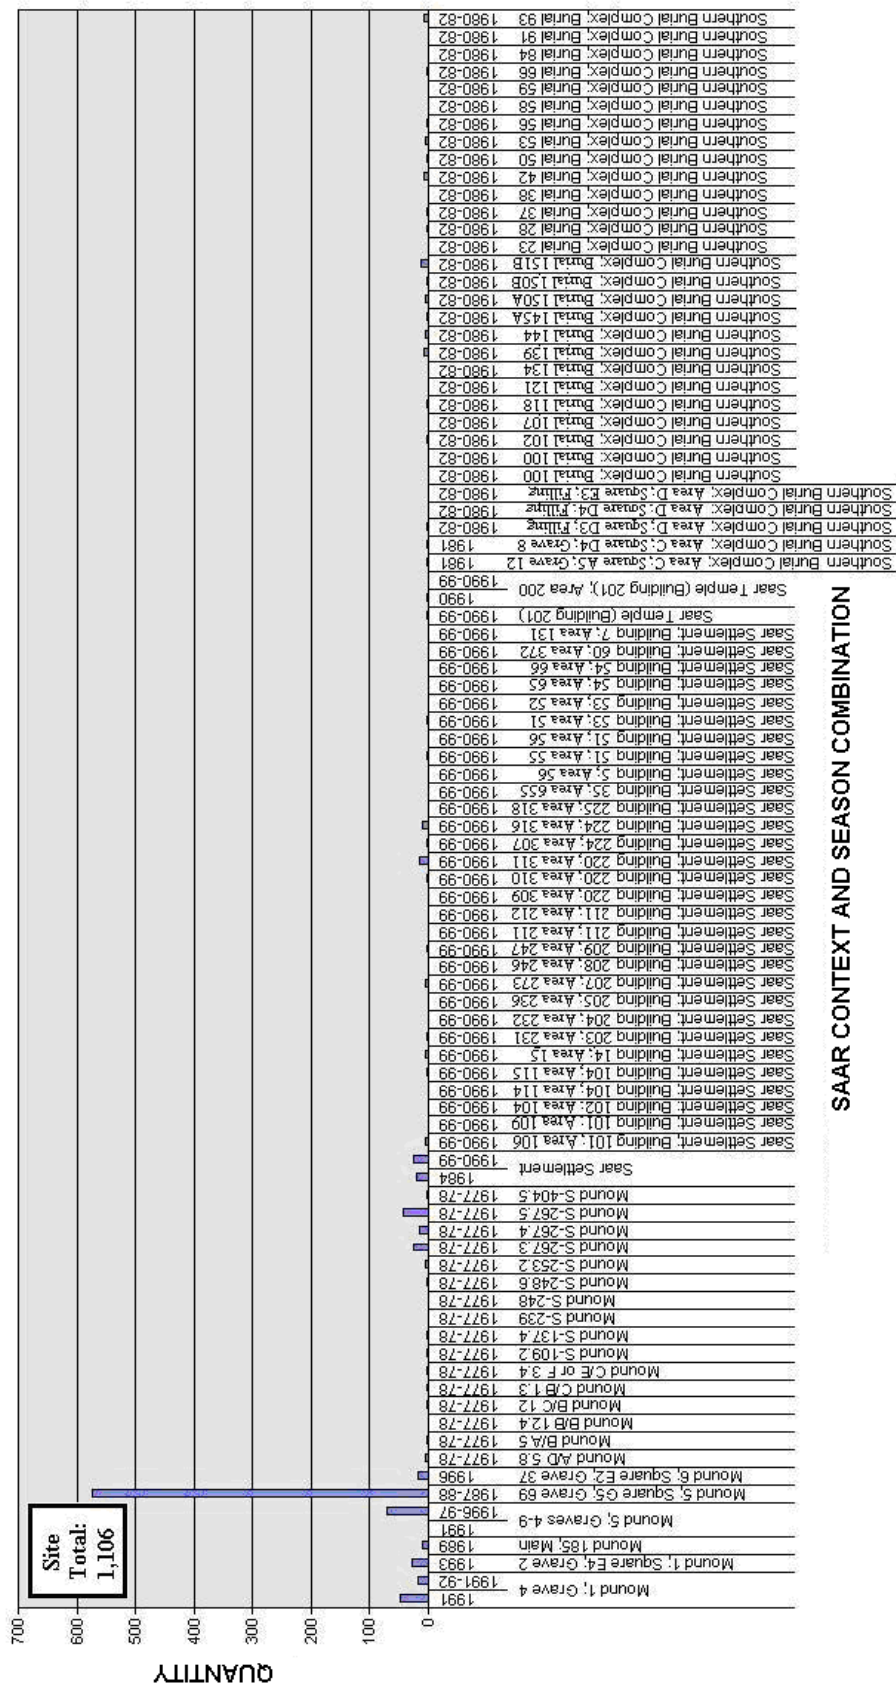 Site
Total:
1,106
QUANTITY
700
600
500
400
300
200
100
0
SAAR CONTEXT AND SEASON COMBINATION
1991 Mound 1; Grave 4
1991-92
1993 Mound 1; Square E4; Grave 2
1989 Mound 185; Main
1991 Mound 5; Graves 4-9
1996-97
1987-88 Mound 5; Square G5; Grave 69
1996 Mound 6; Square E2; Grave 37
1977-78 Mound A/D 5.8
1977-78 Mound B/A 5
1977-78 Mound B/B 12.4
1977-78 Mound B/C 12
1977-78 Mound C/B 1.3
1977-78 Mound C/E or F 3.4
1977-78 Mound S-109.2
1977-78 Mound S-137.4
1977-78 Mound S-239
1977-78 Mound S-248
1977-78 Mound S-248.6
1977-78 Mound S-253.2
1977-78 Mound S-267.3
1977-78 Mound S-267.4
1977-78 Mound S-267.5
1977-78 Mound S-404.5
1984 Saar Settlement
1990-99
1990-99 Saar Settlement; Building 101; Area 106
1990-99 Saar Settlement; Building 101; Area 109
1990-99 Saar Settlement; Building 102; Area 104
1990-99 Saar Settlement; Building 104; Area 114
1990-99 Saar Settlement; Building 104; Area 115
1990-99 Saar Settlement; Building 14; Area 15
1990-99 Saar Settlement; Building 203; Area 231
1990-99 Saar Settlement; Building 204; Area 232
1990-99 Saar Settlement; Building 205; Area 236
1990-99 Saar Settlement; Building 207; Area 273
1990-99 Saar Settlement; Building 208; Area 246
1990-99 Saar Settlement; Building 209; Area 247
1990-99 Saar Settlement; Building 211; Area 211
1990-99 Saar Settlement; Building 211; Area 212
1990-99 Saar Settlement; Building 220; Area 309
1990-99 Saar Settlement; Building 220; Area 310
1990-99 Saar Settlement; Building 220; Area 311
1990-99 Saar Settlement; Building 224; Area 307
1990-99 Saar Settlement; Building 224; Area 316
1990-99 Saar Settlement; Building 225; Area 318
1990-99 Saar Settlement; Building 35; Area 655
1990-99 Saar Settlement; Building 5; Area 56
1990-99 Saar Settlement; Building 51; Area 55
1990-99 Saar Settlement; Building 51; Area 56
1990-99 Saar Settlement; Building 53; Area 51
1990-99 Saar Settlement; Building 53; Area 52
1990-99 Saar Settlement; Building 54; Area 65
1990-99 Saar Settlement; Building 54; Area 66
1990-99 Saar Settlement; Building 60; Area 372
1990-99 Saar Settlement; Building 7; Area 131
1990-99 Saar Temple (Building 201)
1990 Saar Temple (Building 201); Area 200
1990-99
1981 Southern Burial Complex; Area C; Square A5; Grave 12
1981 Southern Burial Complex; Area C; Square D4; Grave 8
1980-82 Southern Burial Complex; Area D; Square D3; Filling
1980-82 Southern Burial Complex; Area D; Square D4; Filling
1980-82 Southern Burial Complex; Area D; Square E3; Filling
1980-82 Southern Burial Complex; Burial 100
1980-82 Southern Burial Complex; Burial 100
1980-82 Southern Burial Complex; Burial 102
1980-82 Southern Burial Complex; Burial 107
1980-82 Southern Burial Complex; Burial 118
1980-82 Southern Burial Complex; Burial 121
1980-82 Southern Burial Complex; Burial 134
1980-82 Southern Burial Complex; Burial 139
1980-82 Southern Burial Complex; Burial 144
1980-82 Southern Burial Complex; Burial 145A
1980-82 Southern Burial Complex; Burial 150A
1980-82 Southern Burial Complex; Burial 150B
1980-82 Southern Burial Complex; Burial 151B
1980-82 Southern Burial Complex; Burial 23
1980-82 Southern Burial Complex; Burial 28
1980-82 Southern Burial Complex; Burial 37
1980-82 Southern Burial Complex; Burial 38
1980-82 Southern Burial Complex; Burial 42
1980-82 Southern Burial Complex; Burial 50
1980-82 Southern Burial Complex; Burial 53
1980-82 Southern Burial Complex; Burial 56
1980-82 Southern Burial Complex; Burial 58
1980-82 Southern Burial Complex; Burial 59
1980-82 Southern Burial Complex; Burial 66
1980-82 Southern Burial Complex; Burial 84
1980-82 Southern Burial Complex; Burial 91
1980-82 Southern Burial Complex; Burial 93